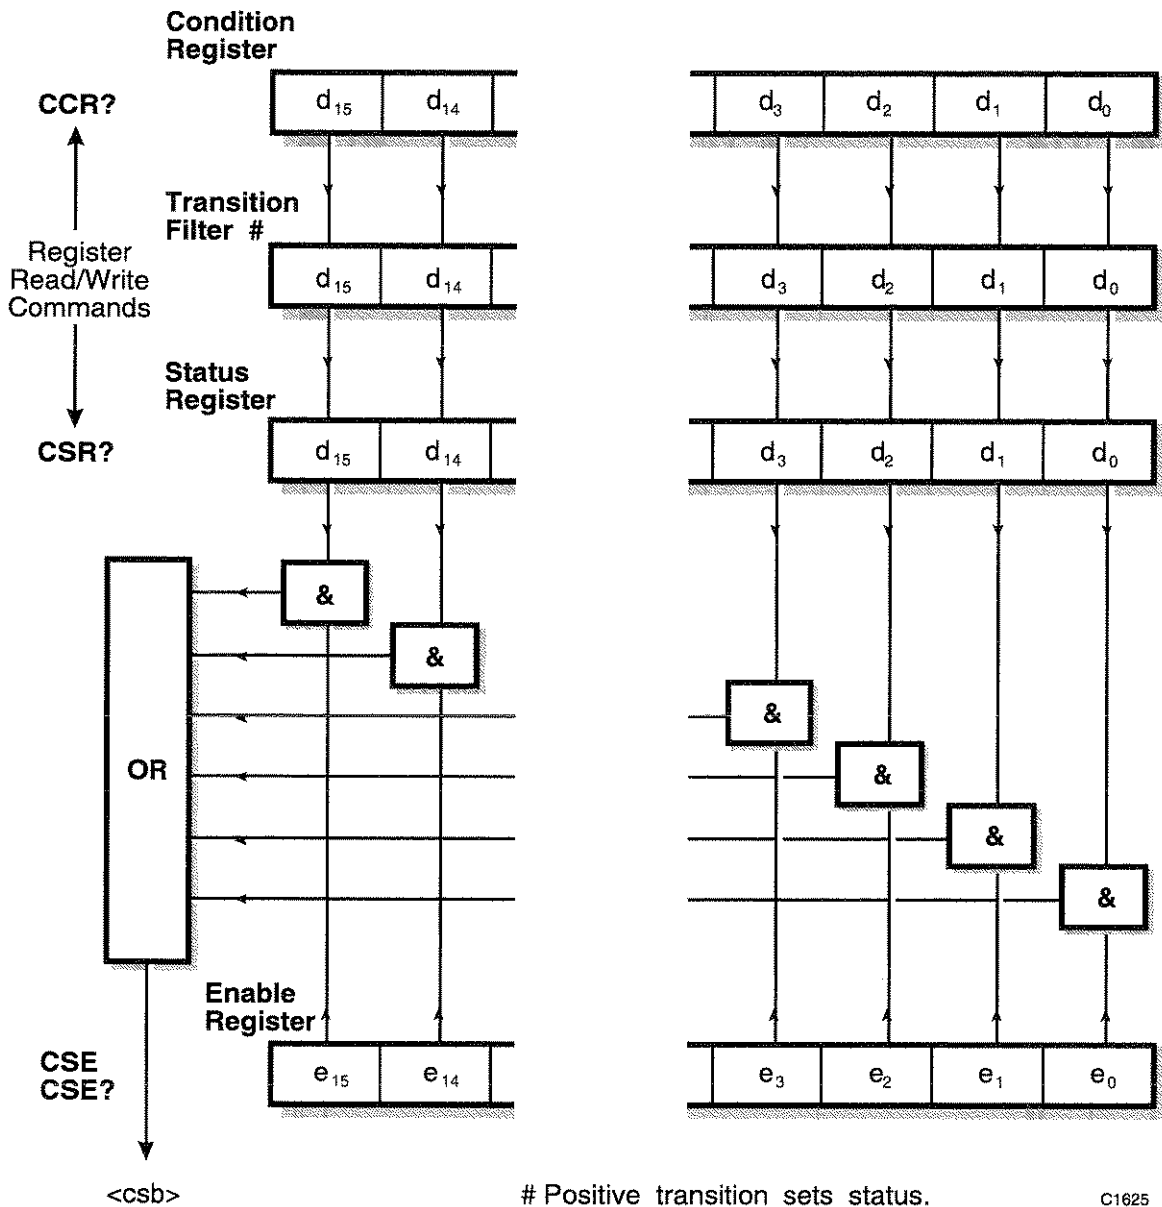 Condition
Register
CCR?
d15 d14 d3 d2 d1 d0
Transition
Filter #
Register
Read/Write
Commands
d15 d14 d3 d2 d1 d0
Status
Register
CSR?
d15 d14 d3 d2 d1 d0
&
&
&
OR
&
&
&
Enable
Register
CSE
CSE?
e15 e14 e3 e2 e1 e0
<csb>
# Positive transition sets status.
C1625